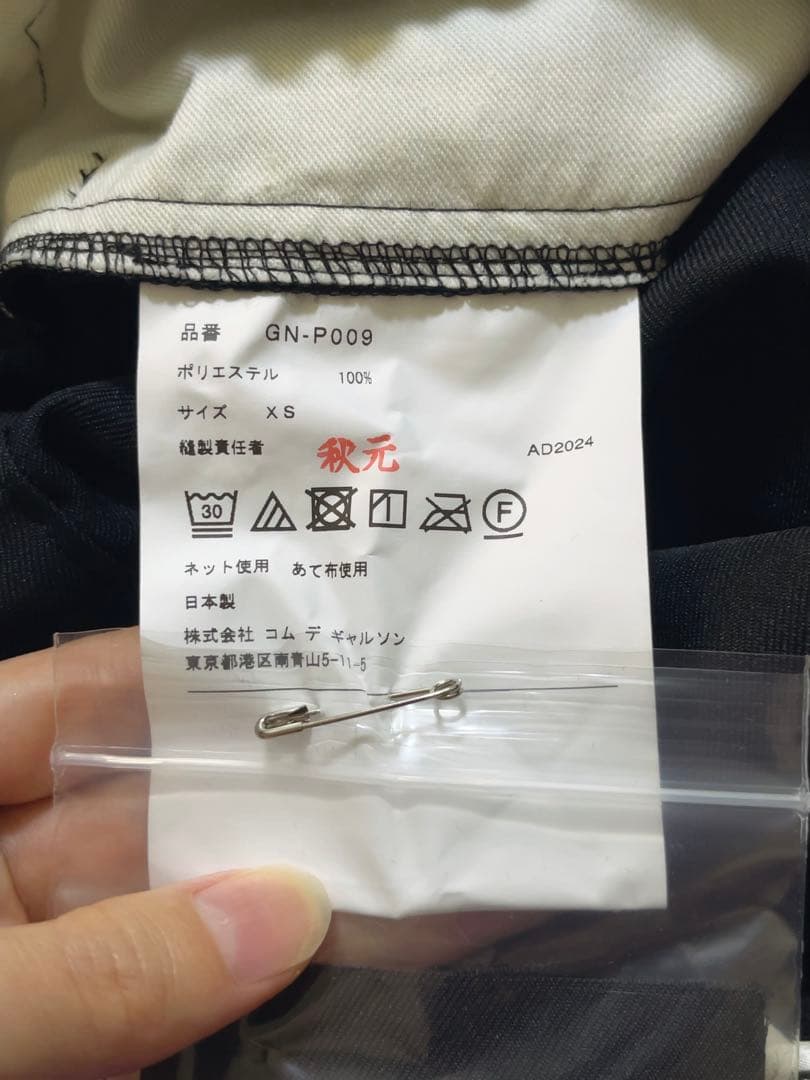 品番 GN-P009
ポリエステル 100%
サイズ XS
縫製責任者 秋元 AD2024
30 F
ネット使用 あて布使用
日本製
株式会社 コム デ ギャルソン
東京都港区南青山5-11-5